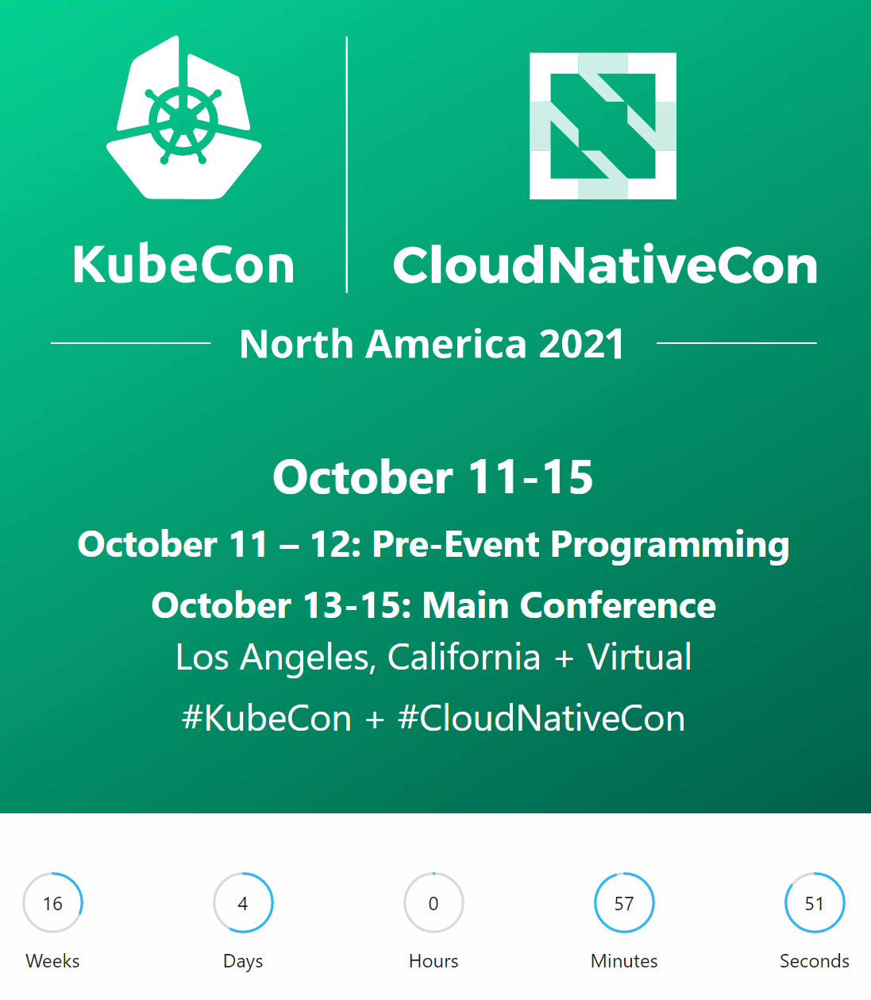 KubeCon
CloudNativeCon
North America 2021
October 11-15
October 11 – 12: Pre-Event Programming
October 13-15: Main Conference
Los Angeles, California + Virtual
#KubeCon + #CloudNativeCon
16 4 0 57 51
Weeks Days Hours Minutes Seconds